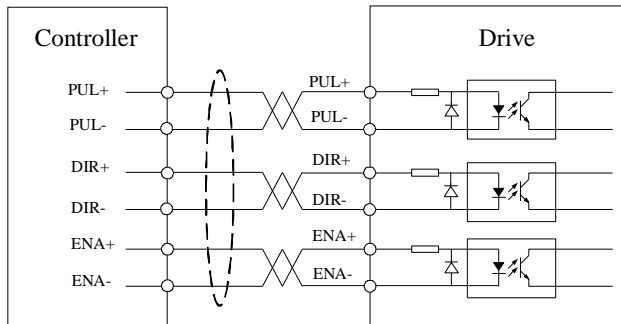 Controller
Drive
PUL+
PUL+
PUL-
PUL-
DIR+
DIR+
DIR-
DIR-
ENA+
ENA+
ENA-
ENA-